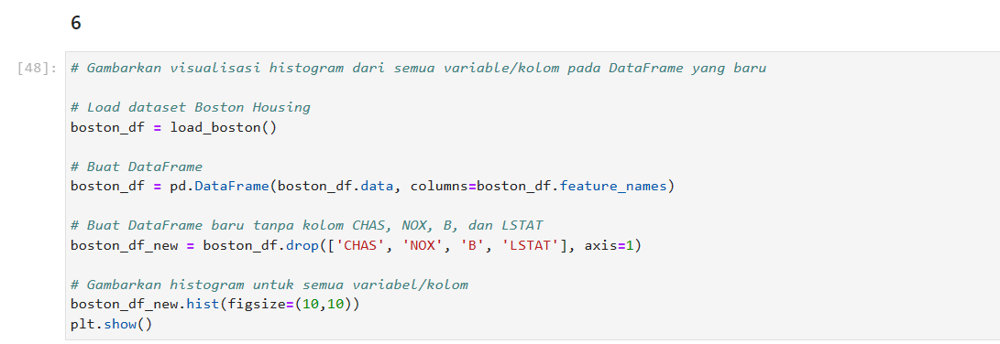 6
[48]: # Gambarkan visualisasi histogram dari semua variable/kolom pada DataFrame yang baru
# Load dataset Boston Housing
boston_df = load_boston()
# Buat DataFrame
boston_df = pd.DataFrame(boston_df.data, columns=boston_df.feature_names)
# Buat DataFrame baru tanpa kolom CHAS, NOX, B, dan LSTAT
boston_df_new = boston_df.drop(['CHAS', 'NOX', 'B', 'LSTAT'], axis=1)
# Gambarkan histogram untuk semua variabel/kolom
boston_df_new.hist(figsize=(10,10))
plt.show()